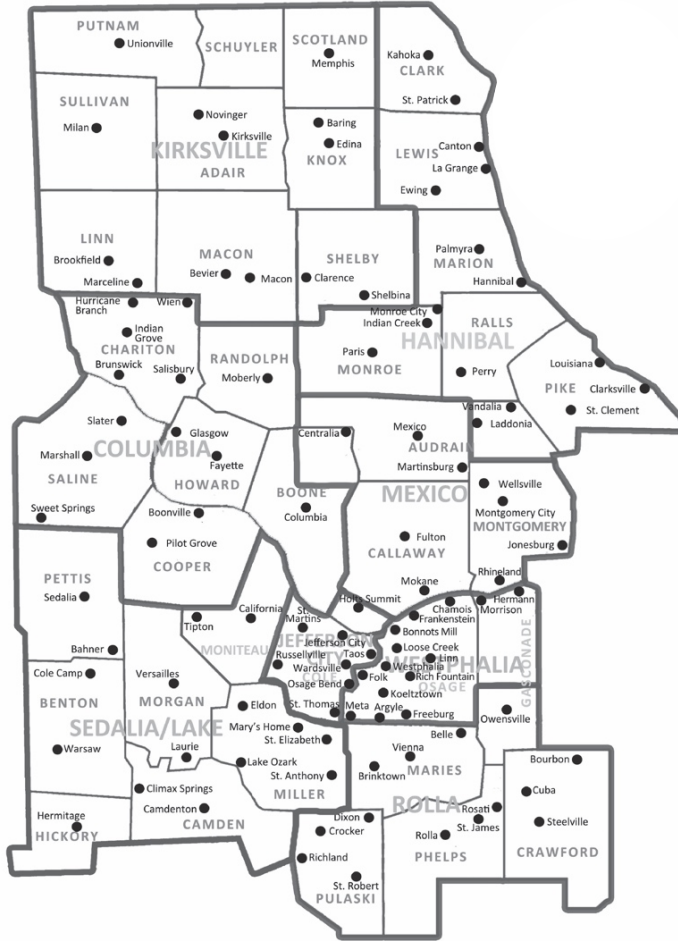 PUTNAM
Unionville
SCHUYLER
SCOTLAND
Memphis
Kahoka
CLARK
St. Patrick
SULLIVAN
Milan
Novinger
Kirksville
KIRKSVILLE
ADAIR
Baring
Edina
KNOX
LEWIS
Canton
La Grange
Ewing
LINN
Brookfield
Marceline
MACON
Bevier
Macon
SHELBY
Clarence
Shelbina
Palmyra
MARION
Hannibal
Hurricane
Branch
Wien
Indian
Grove
CHARITON
Brunswick
Salisbury
RANDOLPH
Moberly
Monroe City
Indian Creek
HANNIBAL
Paris
MONROE
RALLS
Perry
Louisiana
PIKE
Clarksville
St. Clement
Vandalia
Laddonia
Slater
COLUMBIA
Marshall
SALINE
Sweet Springs
Glasgow
Fayette
HOWARD
Centralia
Mexico
AUDRAIN
Martinsburg
MEXICO
BOONE
Columbia
Boonville
Pilot Grove
COOPER
Wellsville
Montgomery City
MONTGOMERY
Jonesburg
Fulton
CALLAWAY
Mokane
Rhineland
PETTIS
Sedalia
Bahner
California
Tipton
MONITEAU
St.
Martins
Holts Summit
JEFFERSON
CITY
Jefferson City
Russellville
Taos
Wardsville
COLE
Osage Bend
St. Thomas
Chamois
Frankenstein
Bonnots Mill
Loose Creek
Linn
WESTPHALIA
Westphalia
Rich Fountain
Folk
OSAGE
Koeltztown
Meta
Argyle
Freeburg
Hermann
Morrison
GASCONADE
Owensville
Cole Camp
BENTON
Warsaw
Versailles
MORGAN
SEDALIA/LAKE
Laurie
Eldon
Mary's Home
St. Elizabeth
Lake Ozark
St. Anthony
MILLER
Belle
Vienna
Brinktown
MARIES
Bourbon
Climax Springs
Camdenton
CAMDEN
Hermitage
HICKORY
Dixon
Crocker
Richland
St. Robert
PULASKI
ROLLA
Rosati
St. James
Rolla
PHELPS
Cuba
Steelville
CRAWFORD